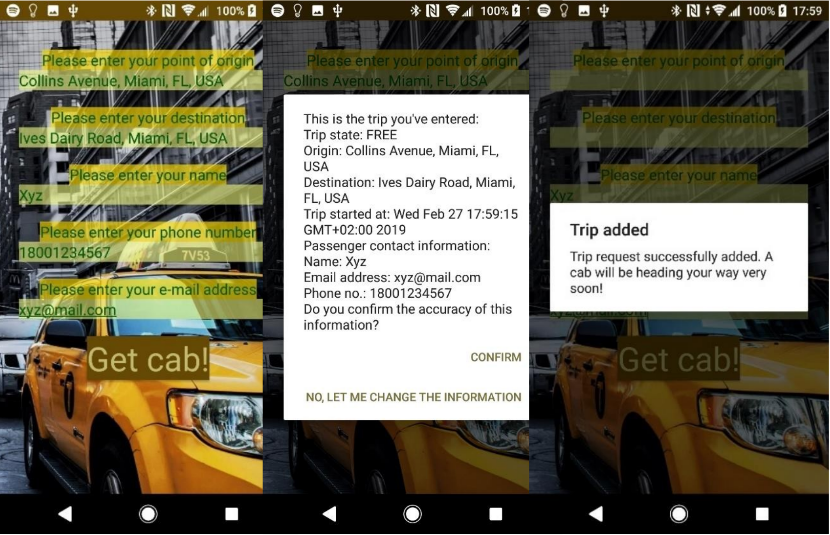 100%
Please enter your point of origin
Collins Avenue, Miami, FL, USA
Please enter your destination
Ives Dairy Road, Miami, FL, USA
Please enter your name
Xyz
Please enter your phone number
18001234567
7V53
Please enter your e-mail address
xyz@mail.com
Get cab!
100%
Please enter your point of origin
Collins Avenue, Miami, FL, USA
This is the trip you've entered:
Trip state: FREE
Origin: Collins Avenue, Miami, FL,
USA
Destination: Ives Dairy Road, Miami,
FL, USA
Trip started at: Wed Feb 27 17:59:15
GMT+02:00 2019
Passenger contact information:
Name: Xyz
Email address: xyz@mail.com
Phone no.: 18001234567
Do you confirm the accuracy of this
information?
CONFIRM
NO, LET ME CHANGE THE INFORMATION
100% 17:59
Please enter your point of origin
Please enter your destination
Please enter your name
Xyz
Trip added
Trip request successfully added. A
cab will be heading your way very
soon!
Get cab!